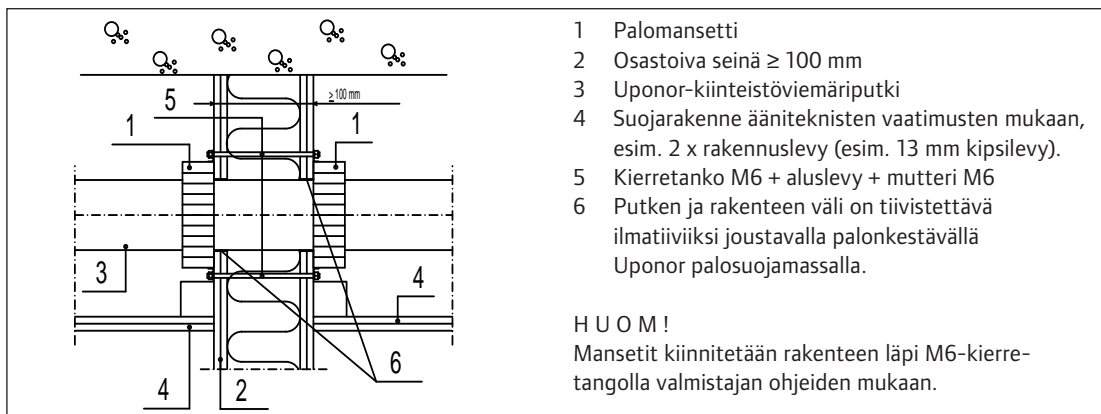 5
≥ 100 mm
1
1
3
4
4
2
6
1 Palomansetti
2 Osastoiva seinä ≥ 100 mm
3 Uponor-kiinteistöviemäriputki
4 Suojarakenne ääniteknisten vaatimusten mukaan,
esim. 2 x rakennuslevy (esim. 13 mm kipsilevy).
5 Kierretanko M6 + aluslevy + mutteri M6
6 Putken ja rakenteen väli on tiivistettävä
ilmatiiviiksi joustavalla palonkestävällä
Uponor palosuojamassalla.
H U O M !
Mansetit kiinnitetään rakenteen läpi M6-kierre-
tangolla valmistajan ohjeiden mukaan.